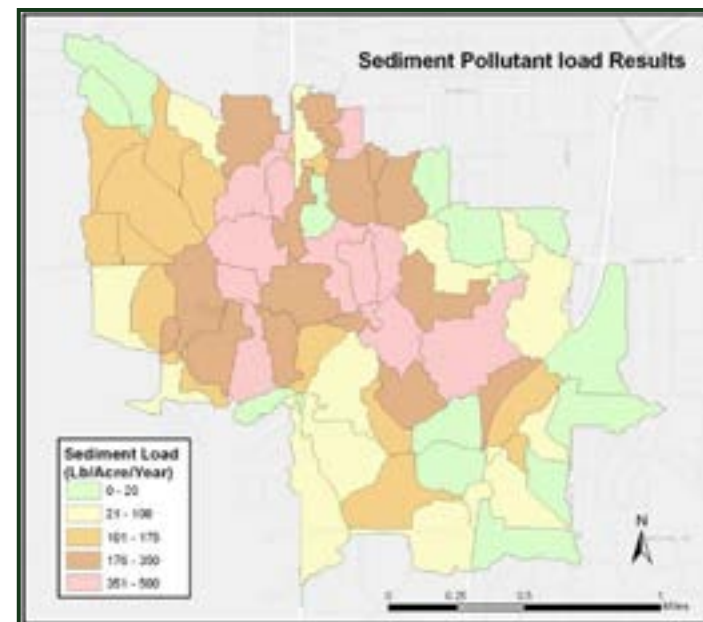 Sediment Pollutant load Results
Sediment Load
(Lb/Acre/Year)
0 - 20
21 - 100
101 - 175
176 - 350
351 - 500
N
0 0.25 0.5 1
Miles